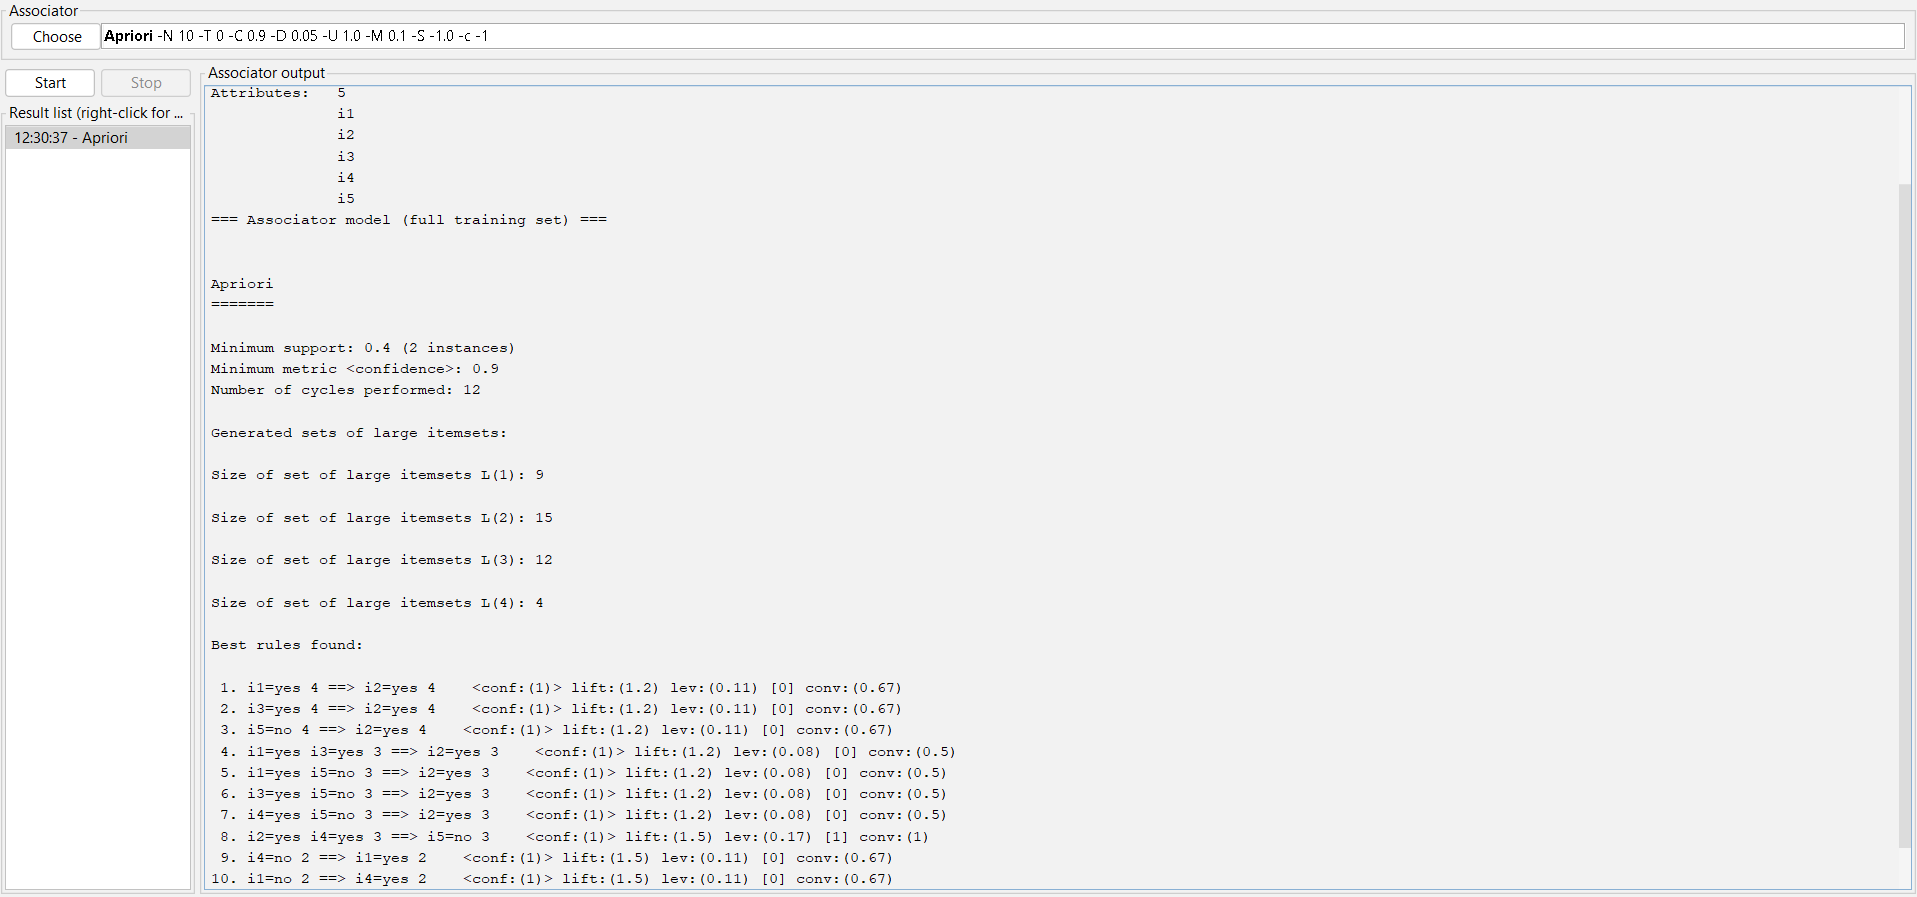 Associator
Choose Apriori -N 10 -T 0 -C 0.9 -D 0.05 -U 1.0 -M 0.1 -S -1.0 -c -1
Start Stop
Result list (right-click for ...
12:30:37 - Apriori
Associator output
Attributes: 5
i1
i2
i3
i4
i5
=== Associator model (full training set) ===
Apriori
=======
Minimum support: 0.4 (2 instances)
Minimum metric <confidence>: 0.9
Number of cycles performed: 12
Generated sets of large itemsets:
Size of set of large itemsets L(1): 9
Size of set of large itemsets L(2): 15
Size of set of large itemsets L(3): 12
Size of set of large itemsets L(4): 4
Best rules found:
1. i1=yes 4 ==> i2=yes 4 <conf:(1)> lift:(1.2) lev:(0.11) [0] conv:(0.67)
2. i3=yes 4 ==> i2=yes 4 <conf:(1)> lift:(1.2) lev:(0.11) [0] conv:(0.67)
3. i5=no 4 ==> i2=yes 4 <conf:(1)> lift:(1.2) lev:(0.11) [0] conv:(0.67)
4. i1=yes i3=yes 3 ==> i2=yes 3 <conf:(1)> lift:(1.2) lev:(0.08) [0] conv:(0.5)
5. i1=yes i5=no 3 ==> i2=yes 3 <conf:(1)> lift:(1.2) lev:(0.08) [0] conv:(0.5)
6. i3=yes i5=no 3 ==> i2=yes 3 <conf:(1)> lift:(1.2) lev:(0.08) [0] conv:(0.5)
7. i4=yes i5=no 3 ==> i2=yes 3 <conf:(1)> lift:(1.2) lev:(0.08) [0] conv:(0.5)
8. i2=yes i4=yes 3 ==> i5=no 3 <conf:(1)> lift:(1.5) lev:(0.17) [1] conv:(1)
9. i4=no 2 ==> i1=yes 2 <conf:(1)> lift:(1.5) lev:(0.11) [0] conv:(0.67)
10. i1=no 2 ==> i4=yes 2 <conf:(1)> lift:(1.5) lev:(0.11) [0] conv:(0.67)